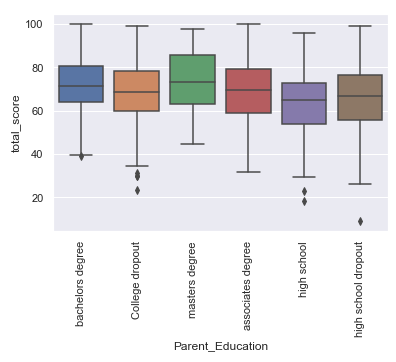 100
80
60
40
20
total_score
bachelors degree
College dropout
masters degree
associates degree
high school
high school dropout
Parent_Education